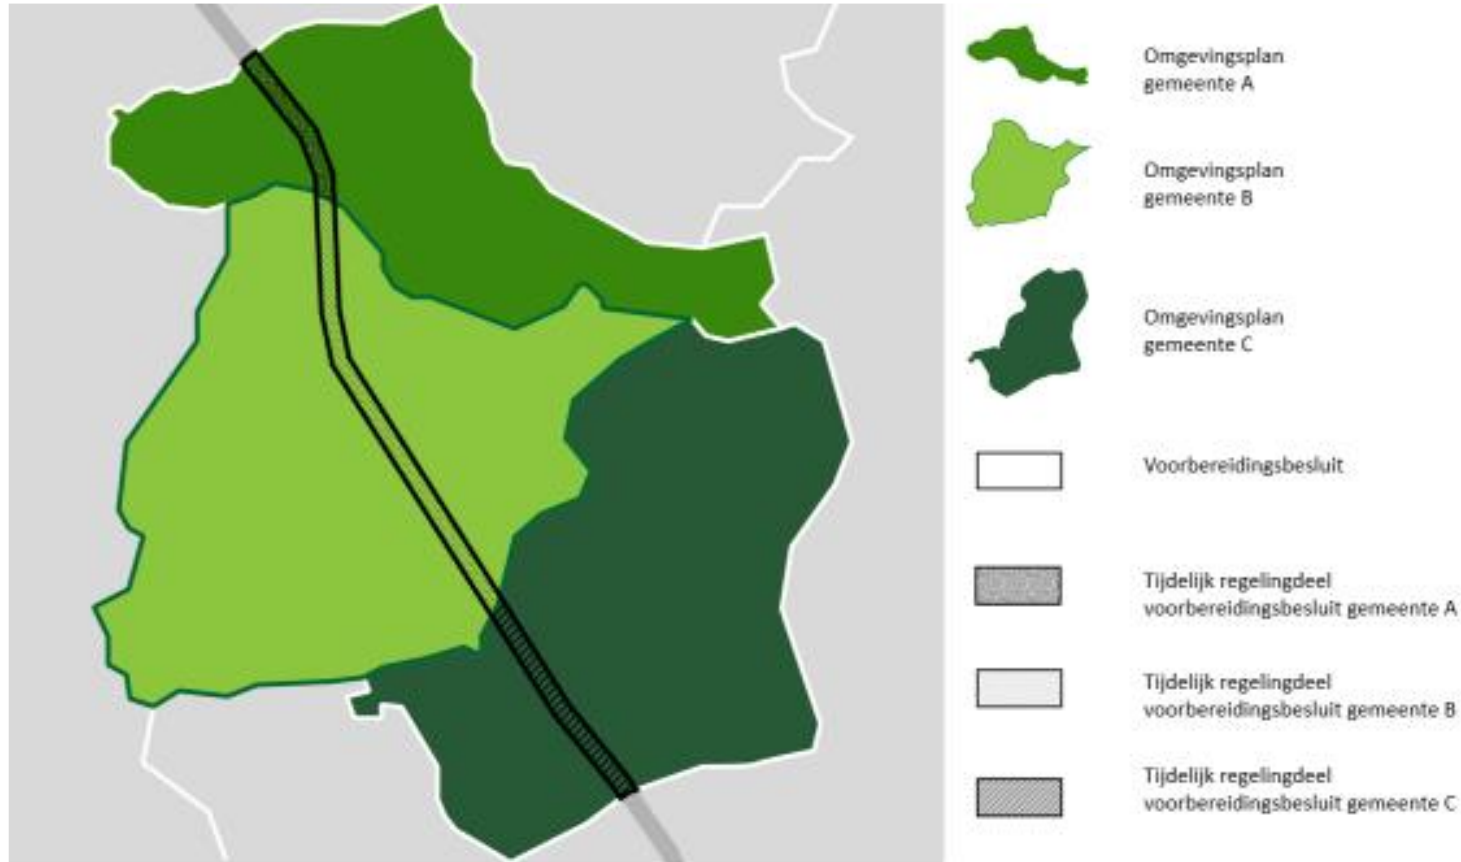 Omgevingsplan
gemeente A
Omgevingsplan
gemeente B
Omgevingsplan
gemeente C
Voorbereidingsbesluit
Tijdelijk regelingdeel
voorbereidingsbesluit gemeente A
Tijdelijk regelingdeel
voorbereidingsbesluit gemeente B
Tijdelijk regelingdeel
voorbereidingsbesluit gemeente C